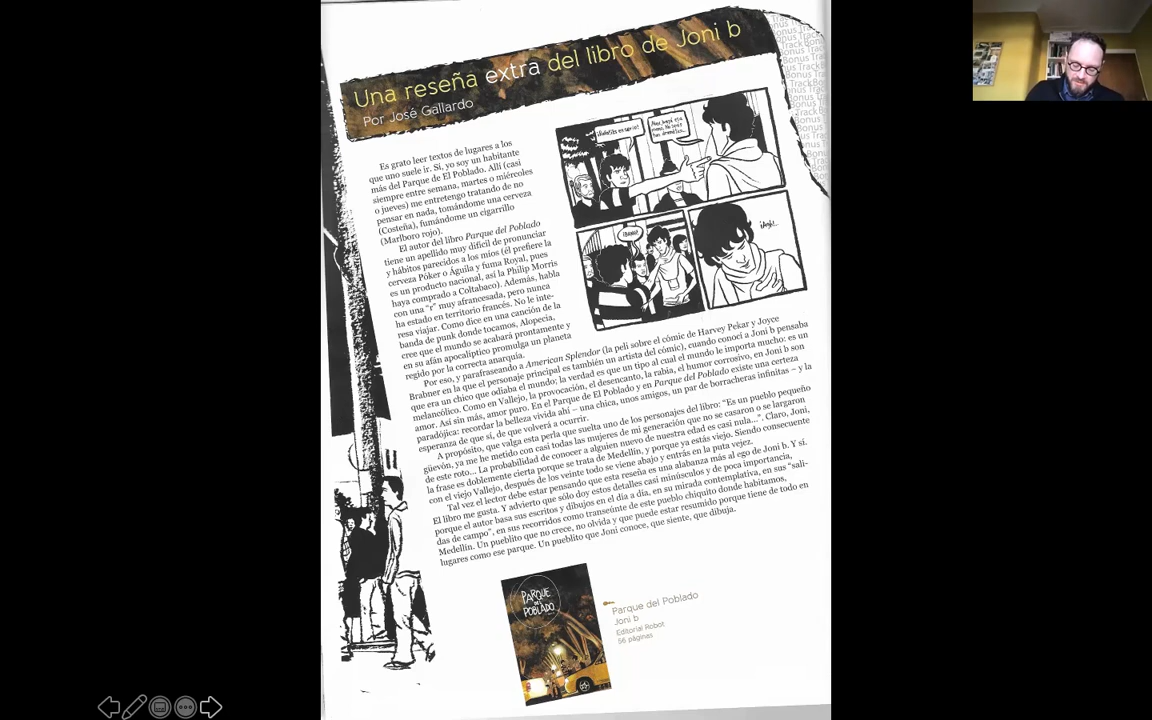 Una reseña extra del libro de Joni b
Por José Gallardo
Bonus Track
Es grato leer textos de lugares a los
que uno suele ir. Sí, yo soy un habitante
más del Parque de El Poblado. Allí (casi
siempre entre semana, martes o miércoles
o jueves) me entretengo tratando de no
pensar en nada, tomándome una cerveza
(Costeña), fumándome un cigarrillo
(Marlboro rojo).
El autor del libro Parque del Poblado
tiene un apellido muy difícil de pronunciar
y hábitos parecidos a los míos (él prefiere la
cerveza Póker o Águila y fuma Royal, pues
es un producto nacional, así la Philip Morris
haya comprado a Coltabaco). Además, habla
con una "r" muy afrancesada, pero nunca
ha estado en territorio francés. No le inte-
resa viajar. Como dice en una canción de la
banda de punk donde tocamos, Alopecia,
cree que el mundo se acabará prontamente y
en su afán apocalíptico promulga un planeta
regido por la correcta anarquía.
Por eso, y parafraseando a American Splendor (la peli sobre el cómic de Harvey Pekar y Joyce
Brabner en la que el personaje principal es también un artista del cómic), cuando conocí a Joni b pensaba
que era un chico que odiaba el mundo; la verdad es que un tipo al cual el mundo le importa mucho: es un
melancólico. Como en Vallejo, la provocación, el desencanto, la rabia, el humor corrosivo, en Joni b son
amor. Así sin más, amor puro. En el Parque de El Poblado y en Parque del Poblado existe una certeza
paradójica: recordar la belleza vivida ahí – una chica, unos amigos, un par de borracheras infinitas – y la
esperanza de que sí, de que volverá a ocurrir.
A propósito, que valga esta perla que suelta uno de los personajes del libro: "Es un pueblo pequeño
güevón, ya me he metido con casi todas las mujeres de mi generación que no se casaron o se largaron
de este roto... La probabilidad de conocer a alguien nuevo de nuestra edad es casi nula...". Claro, Joni,
la frase es doblemente cierta porque se trata de Medellín, y porque ya estás viejo. Siendo consecuente
con el viejo Vallejo, después de los veinte todo se viene abajo y entrás en la puta vejez.
Tal vez el lector debe estar pensando que esta reseña es una alabanza más al ego de Joni b. Y sí.
El libro me gusta. Y advierto que sólo doy estos detalles casi minúsculos y de poca importancia,
porque el autor basa sus escritos y dibujos en el día a día, en su mirada contemplativa, en sus "sali-
das de campo", en sus recorridos como transeúnte de este pueblo chiquito donde habitamos,
Medellín. Un pueblito que no crece, no olvida y que puede estar resumido porque tiene de todo en
lugares como ese parque. Un pueblito que Joni conoce, que siente, que dibuja.
PARQUE
DEL
POBLADO
Parque del Poblado
Joni b
Editorial Robot
56 páginas